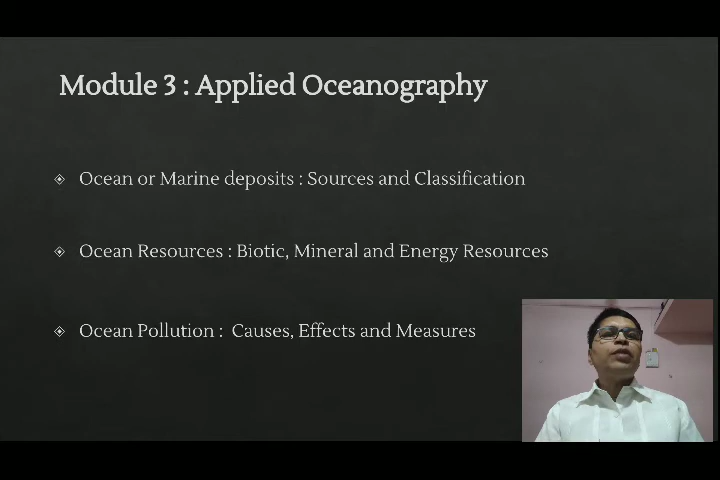 Module 3 : Applied Oceanography
Ocean or Marine deposits : Sources and Classification
Ocean Resources : Biotic, Mineral and Energy Resources
Ocean Pollution :  Causes, Effects and Measures